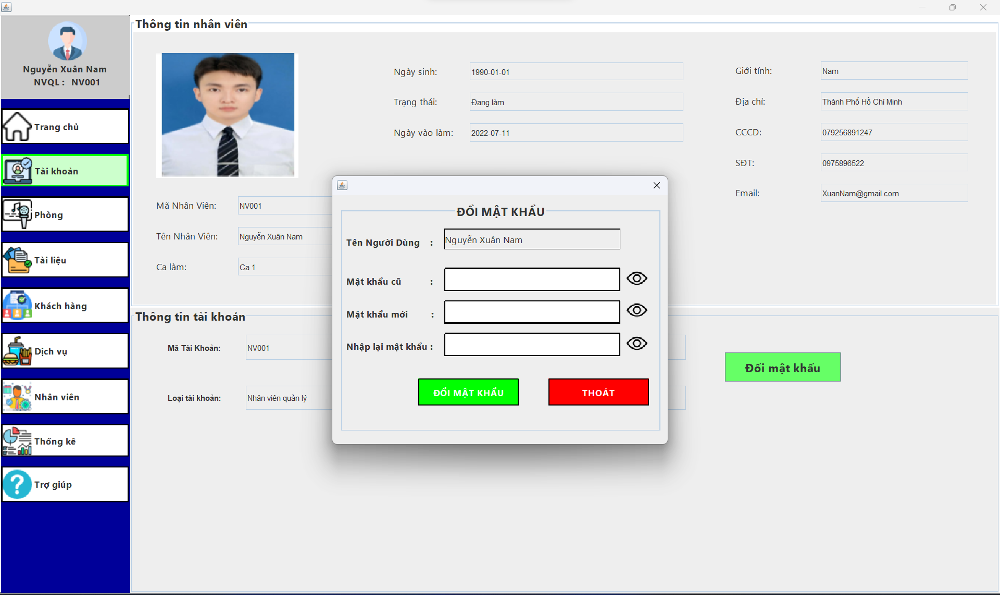 Nguyễn Xuân Nam
NVQL : NV001
Trang chủ
Tài khoản
Phòng
Tài liệu
Khách hàng
Dịch vụ
Nhân viên
Thống kê
Trợ giúp
Thông tin nhân viên
Ngày sinh: 1990-01-01
Giới tính: Nam
Trạng thái: Đang làm
Địa chỉ: Thành Phố Hồ Chí Minh
Ngày vào làm: 2022-07-11
CCCD: 079256891247
SĐT: 0975896522
Email: XuanNam@gmail.com
Mã Nhân Viên: NV001
Tên Nhân Viên: Nguyễn Xuân Nam
Ca làm: Ca 1
Thông tin tài khoản
Mã Tài Khoản: NV001
Loại tài khoản: Nhân viên quản lý
Đổi mật khẩu
ĐỔI MẬT KHẨU
Tên Người Dùng : Nguyễn Xuân Nam
Mật khẩu cũ :
Mật khẩu mới :
Nhập lại mật khẩu :
ĐỔI MẬT KHẨU
THOÁT